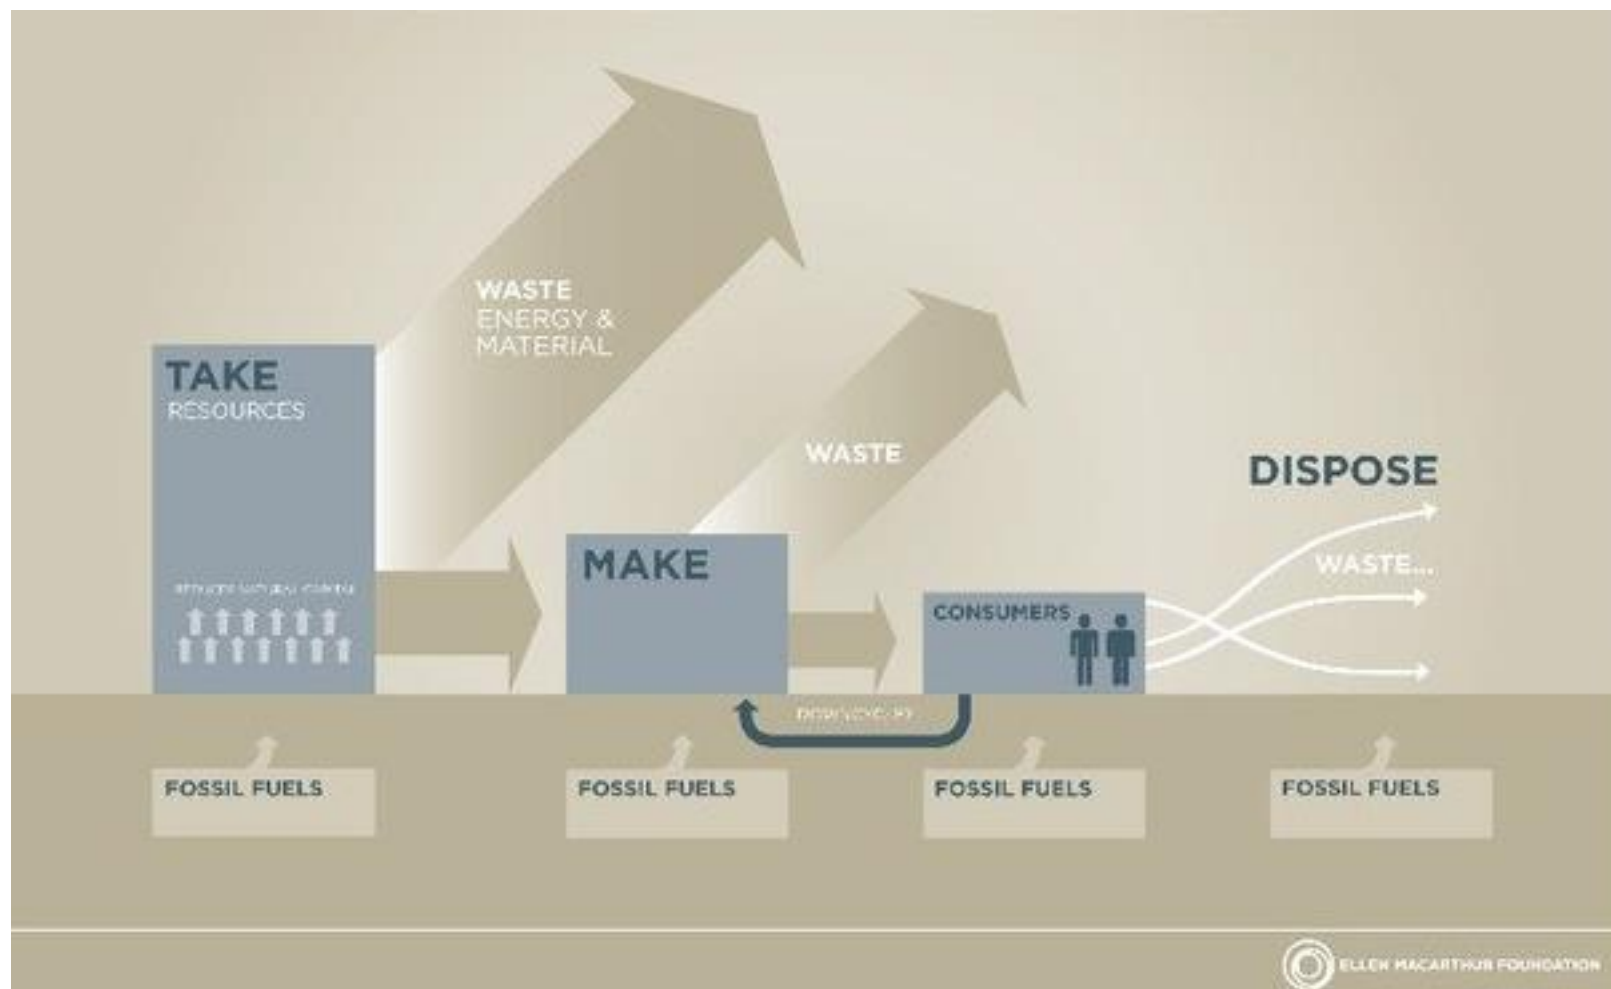 TAKE
RESOURCES
WASTE
ENERGY &
MATERIAL
MAKE
WASTE
CONSUMERS
DISPOSE
WASTE...
FOSSIL FUELS
FOSSIL FUELS
FOSSIL FUELS
FOSSIL FUELS
ELLEN MACARTHUR FOUNDATION